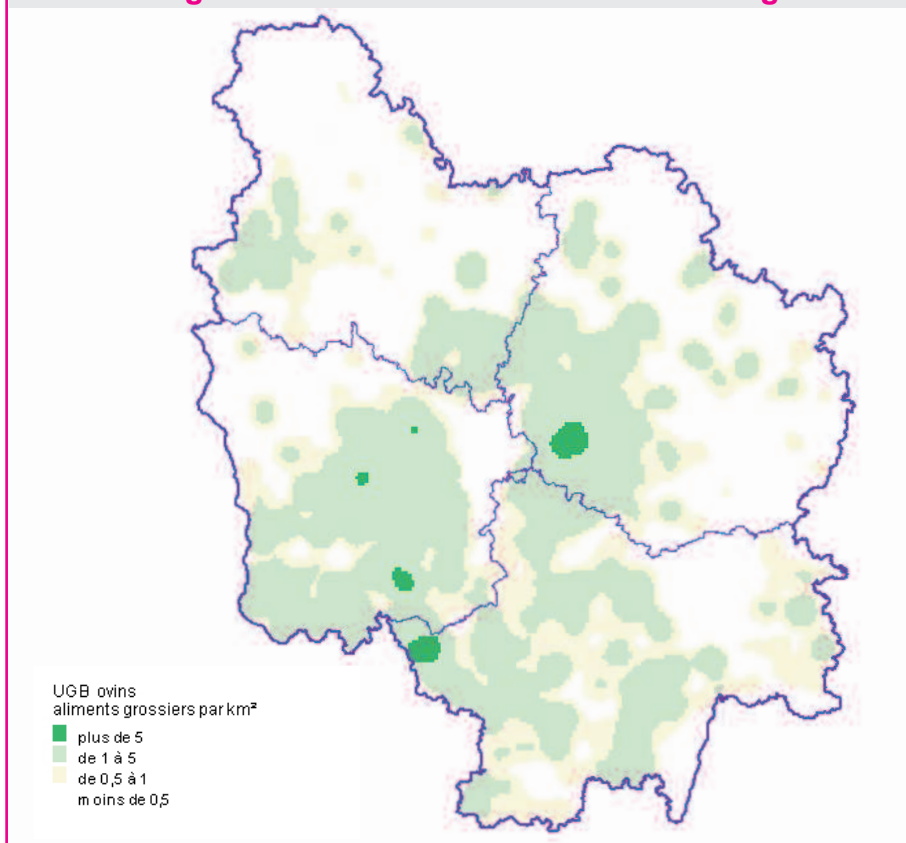 UGB ovins
aliments grossiers par km²
plus de 5
de 1 à 5
de 0,5 à 1
moins de 0,5